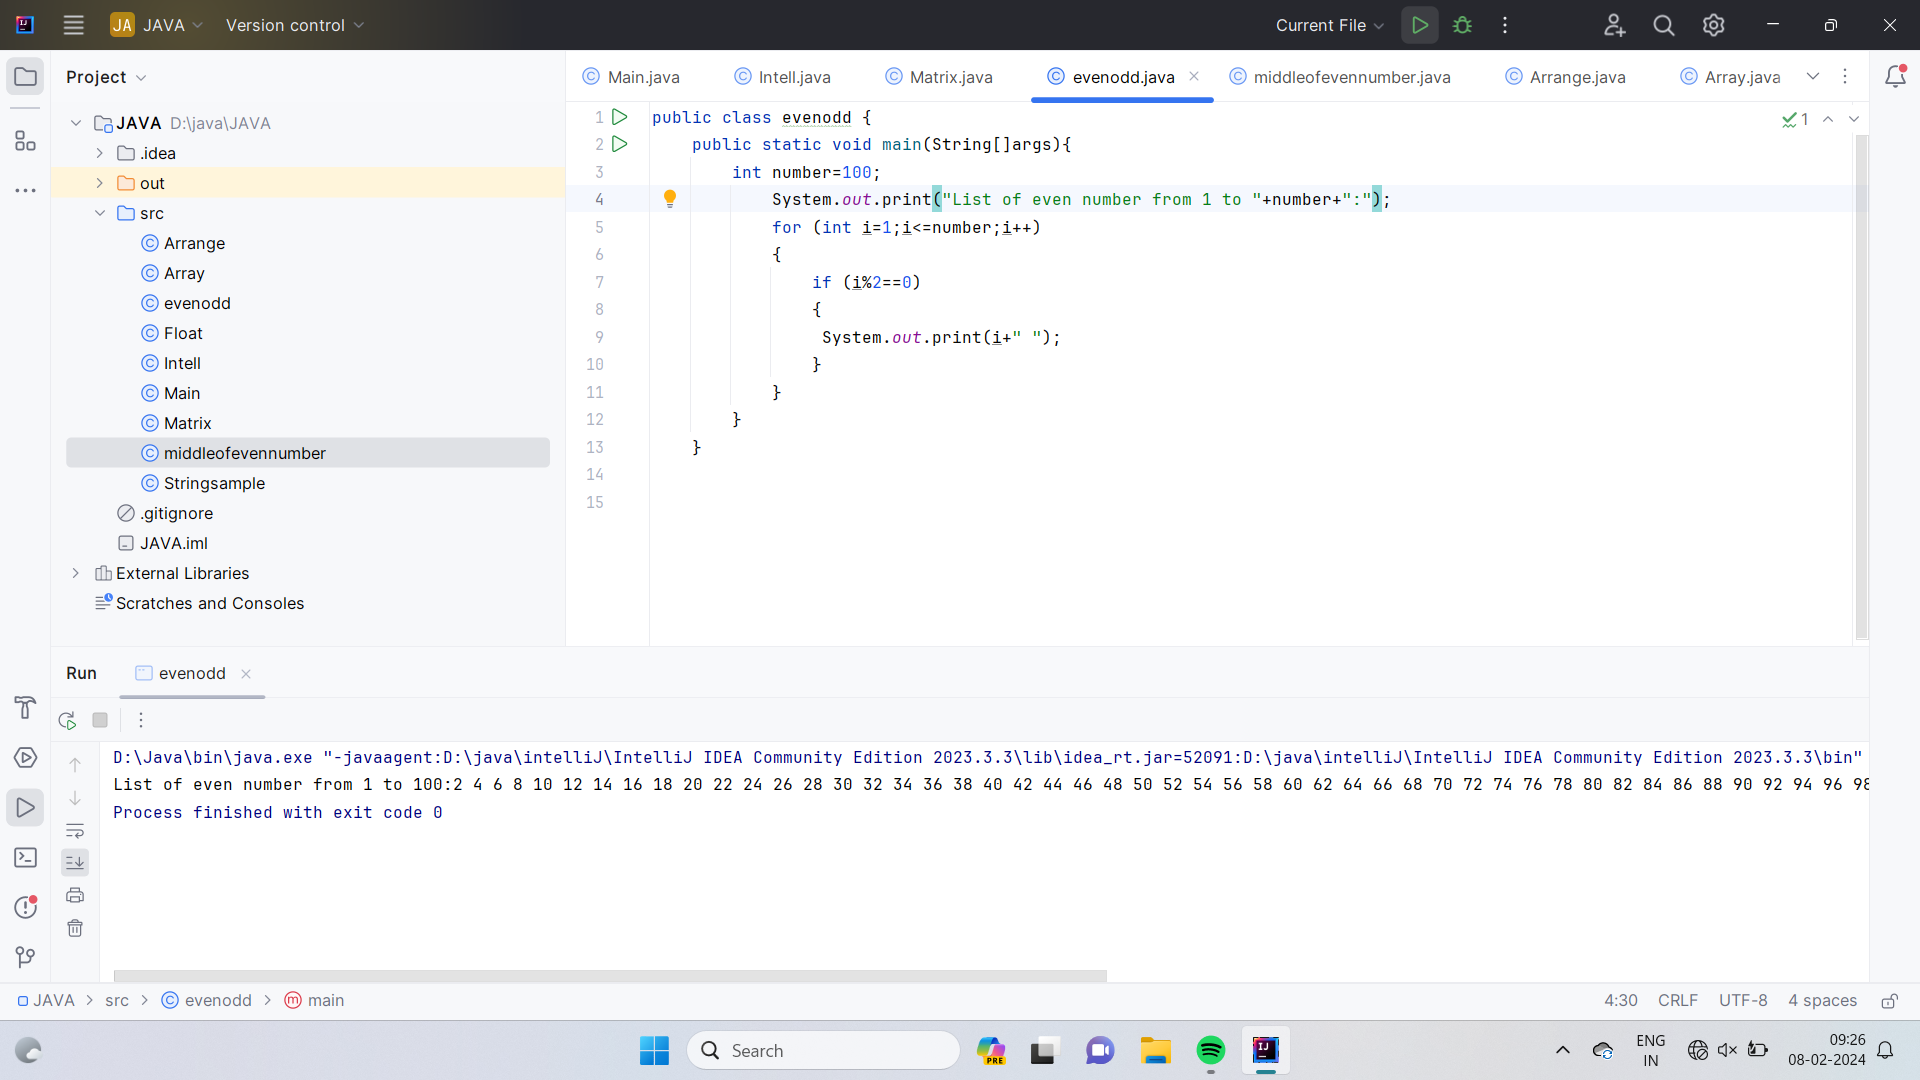 JA JAVA Version control Current File
Project
JAVA D:\java\JAVA
.idea
out
src
Arrange
Array
evenodd
Float
Intell
Main
Matrix
middleofevennumber
Stringsample
.gitignore
JAVA.iml
External Libraries
Scratches and Consoles
Main.java Intell.java Matrix.java evenodd.java middleofevennumber.java Arrange.java Array.java
1 public class evenodd {
2 public static void main(String[]args){
3 int number=100;
4 System.out.print("List of even number from 1 to "+number+":");
5 for (int i=1;i<=number;i++)
6 {
7 if (i%2==0)
8 {
9 System.out.print(i+" ");
10 }
11 }
12 }
13 }
14
15
1
Run evenodd
D:\Java\bin\java.exe "-javaagent:D:\java\intelliJ\IntelliJ IDEA Community Edition 2023.3.3\lib\idea_rt.jar=52091:D:\java\intelliJ\IntelliJ IDEA Community Edition 2023.3.3\bin"
List of even number from 1 to 100:2 4 6 8 10 12 14 16 18 20 22 24 26 28 30 32 34 36 38 40 42 44 46 48 50 52 54 56 58 60 62 64 66 68 70 72 74 76 78 80 82 84 86 88 90 92 94 96 98
Process finished with exit code 0
JAVA > src > evenodd > main 4:30 CRLF UTF-8 4 spaces
Search
PRE
IJ
ENG
IN
09:26
08-02-2024